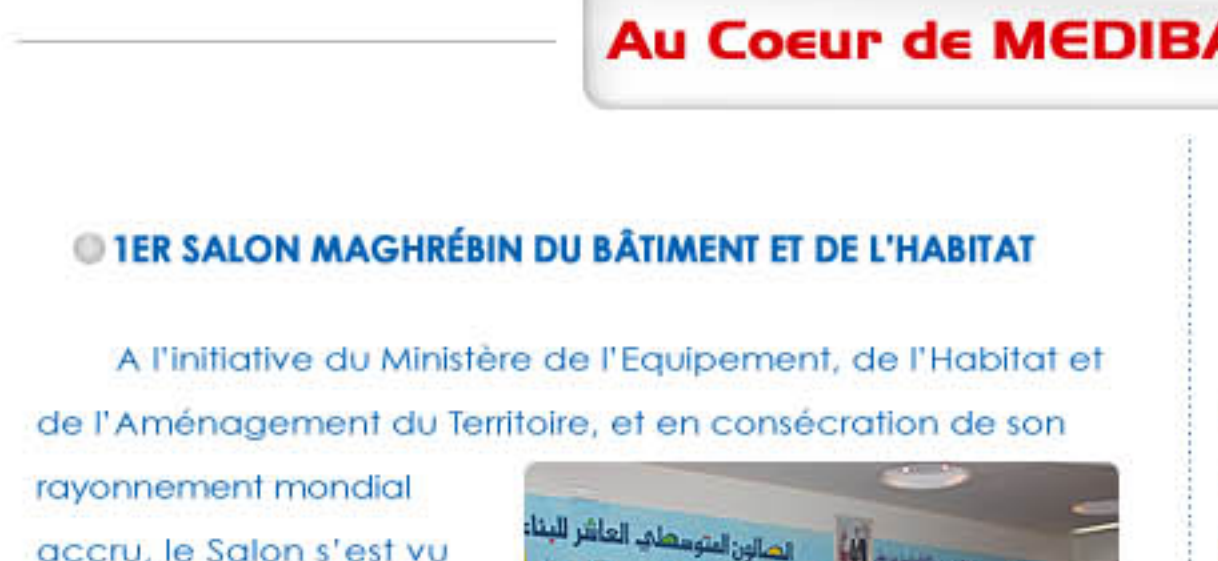 Au Coeur de MEDIBA
1ER SALON MAGHRÉBIN DU BÂTIMENT ET DE L'HABITAT
A l'initiative du Ministère de l'Equipement, de l'Habitat et
de l'Aménagement du Territoire, et en consécration de son
rayonnement mondial
accru, le Salon s'est vu
الصالون المتوسطي العاشر للبناء